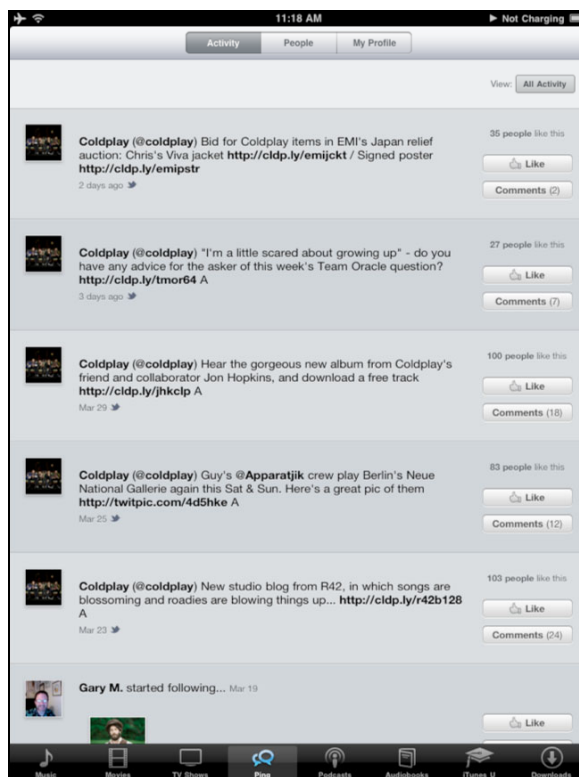 11:18 AM
Not Charging
Activity
People
My Profile
View: All Activity
Coldplay (@coldplay) Bid for Coldplay items in EMI's Japan relief
auction: Chris's Viva jacket http://cldp.ly/emijckt / Signed poster
http://cldp.ly/emipstr
2 days ago
35 people like this
Like
Comments (2)
Coldplay (@coldplay) "I'm a little scared about growing up" - do you
have any advice for the asker of this week's Team Oracle question?
http://cldp.ly/tmor64 A
3 days ago
27 people like this
Like
Comments (7)
Coldplay (@coldplay) Hear the gorgeous new album from Coldplay's
friend and collaborator Jon Hopkins, and download a free track
http://cldp.ly/jhkclp A
Mar 29
100 people like this
Like
Comments (18)
Coldplay (@coldplay) Guy's @Apparatjik crew play Berlin's Neue
National Gallerie again this Sat & Sun. Here's a great pic of them
http://twitpic.com/4d5hke A
Mar 25
83 people like this
Like
Comments (12)
Coldplay (@coldplay) New studio blog from R42, in which songs are
blossoming and roadies are blowing things up... http://cldp.ly/r42b128
A
Mar 23
103 people like this
Like
Comments (24)
Gary M. started following... Mar 19
Like
Music
Movies
TV Shows
Ping
Podcasts
Audiobooks
iTunes U
Downloads